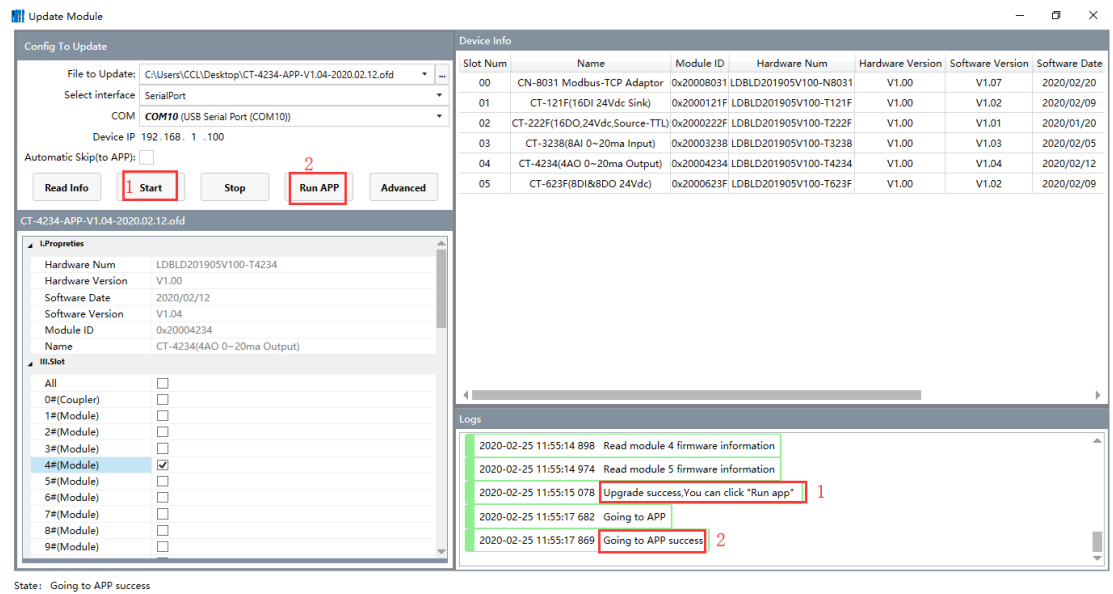 Update Module
Config To Update
File to Update: C:\Users\CCL\Desktop\CT-4234-APP-V1.04-2020.02.12.ofd ...
Select interface SerialPort
COM COM10 (USB Serial Port (COM10))
Device IP 192.168. 1 .100
Automatic Skip(to APP):
2
Read Info 1 Start Stop Run APP Advanced
CT-4234-APP-V1.04-2020.02.12.ofd
I.Propreties
Hardware Num LDBLD201905V100-T4234
Hardware Version V1.00
Software Date 2020/02/12
Software Version V1.04
Module ID 0x20004234
Name CT-4234(4AO 0~20ma Output)
III.Slot
All
0#(Coupler)
1#(Module)
2#(Module)
3#(Module)
4#(Module)
5#(Module)
6#(Module)
7#(Module)
8#(Module)
9#(Module)
Device Info
Slot Num Name Module ID Hardware Num Hardware Version Software Version Software Date
00 CN-8031 Modbus-TCP Adaptor 0x20008031 LDBLD201905V100-N8031 V1.00 V1.07 2020/02/20
01 CT-121F(16DI 24Vdc Sink) 0x2000121F LDBLD201905V100-T121F V1.00 V1.02 2020/02/09
02 CT-222F(16DO,24Vdc,Source-TTL) 0x2000222F LDBLD201905V100-T222F V1.00 V1.01 2020/01/20
03 CT-3238(8AI 0~20ma Input) 0x20003238 LDBLD201905V100-T3238 V1.00 V1.03 2020/02/05
04 CT-4234(4AO 0~20ma Output) 0x20004234 LDBLD201905V100-T4234 V1.00 V1.04 2020/02/12
05 CT-623F(8DI&8DO 24Vdc) 0x2000623F LDBLD201905V100-T623F V1.00 V1.02 2020/02/09
Logs
2020-02-25 11:55:14 898 Read module 4 firmware information
2020-02-25 11:55:14 974 Read module 5 firmware information
2020-02-25 11:55:15 078 Upgrade success,You can click "Run app" 1
2020-02-25 11:55:17 682 Going to APP
2020-02-25 11:55:17 869 Going to APP success 2
State: Going to APP success